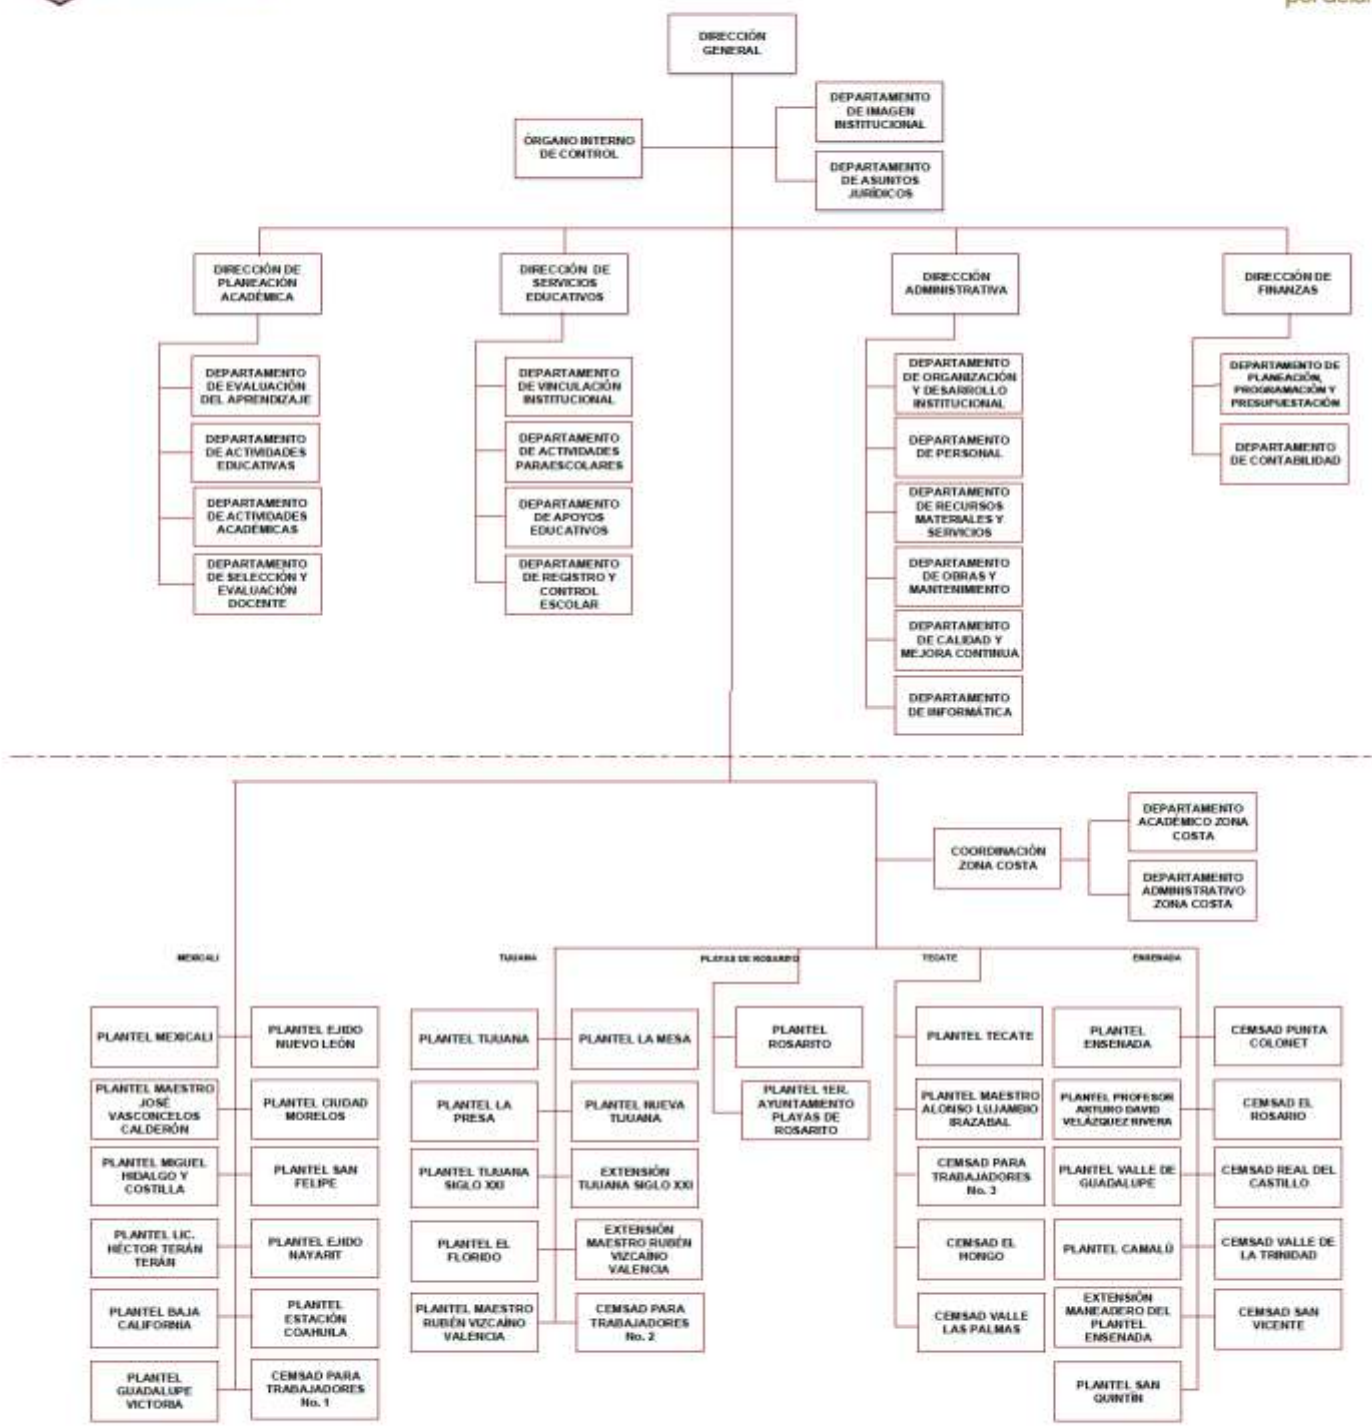 DIRECCIÓN
GENERAL
ÓRGANO INTERNO
DE CONTROL
DEPARTAMENTO
DE IMAGEN
INSTITUCIONAL
DEPARTAMENTO
DE ASUNTOS
JURÍDICOS
DIRECCIÓN DE
PLANEACIÓN
ACADÉMICA
DIRECCIÓN DE
SERVICIOS
EDUCATIVOS
DIRECCIÓN
ADMINISTRATIVA
DIRECCIÓN DE
FINANZAS
DEPARTAMENTO
DE EVALUACIÓN
DEL APRENDIZAJE
DEPARTAMENTO
DE ACTIVIDADES
EDUCATIVAS
DEPARTAMENTO
DE ACTIVIDADES
ACADÉMICAS
DEPARTAMENTO
DE SELECCIÓN Y
EVALUACIÓN
DOCENTE
DEPARTAMENTO
DE VINCULACIÓN
INSTITUCIONAL
DEPARTAMENTO
DE ACTIVIDADES
PARAESCOLARES
DEPARTAMENTO
DE APOYOS
EDUCATIVOS
DEPARTAMENTO
DE REGISTRO Y
CONTROL
ESCOLAR
DEPARTAMENTO
DE ORGANIZACIÓN
Y DESARROLLO
INSTITUCIONAL
DEPARTAMENTO
DE PERSONAL
DEPARTAMENTO
DE RECURSOS
MATERIALES Y
SERVICIOS
DEPARTAMENTO
DE OBRAS Y
MANTENIMIENTO
DEPARTAMENTO
DE CALIDAD Y
MEJORA CONTINUA
DEPARTAMENTO
DE INFORMÁTICA
DEPARTAMENTO DE
PLANEACIÓN,
PROGRAMACIÓN Y
PRESUPUESTACIÓN
DEPARTAMENTO
DE CONTABILIDAD
COORDINACIÓN
ZONA COSTA
DEPARTAMENTO
ACADÉMICO ZONA
COSTA
DEPARTAMENTO
ADMINISTRATIVO
ZONA COSTA
MEXICALI
PLANTEL MEXICALI
PLANTEL EJIDO
NUEVO LEÓN
PLANTEL MAESTRO
JOSÉ
VASCONCELOS
CALDERÓN
PLANTEL CIUDAD
MORELOS
PLANTEL MIGUEL
HIDALGO Y
COSTILLA
PLANTEL SAN
FELIPE
PLANTEL LIC.
HÉCTOR TERÁN
TERÁN
PLANTEL EJIDO
NAYARIT
PLANTEL BAJA
CALIFORNIA
PLANTEL
ESTACIÓN
COAHUILA
PLANTEL
GUADALUPE
VICTORIA
CEMSAD PARA
TRABAJADORES
No. 1
TIJUANA
PLANTEL TIJUANA
PLANTEL LA MESA
PLANTEL LA
PRESA
PLANTEL NUEVA
TIJUANA
PLANTEL TIJUANA
SIGLO XXI
EXTENSIÓN
TIJUANA SIGLO XXI
PLANTEL EL
FLORIDO
EXTENSIÓN
MAESTRO RUBÉN
VIZCAÍNO
VALENCIA
PLANTEL MAESTRO
RUBÉN VIZCAÍNO
VALENCIA
CEMSAD PARA
TRABAJADORES
No. 2
PLAYAS DE ROSARITO
PLANTEL
ROSARITO
PLANTEL 1ER.
AYUNTAMIENTO
PLAYAS DE
ROSARITO
TECATE
PLANTEL TECATE
PLANTEL MAESTRO
ALONSO LUJAMBIO
IRAZABAL
CEMSAD PARA
TRABAJADORES
No. 3
CEMSAD EL
HONGO
CEMSAD VALLE
LAS PALMAS
ENSENADA
PLANTEL
ENSENADA
CEMSAD PUNTA
COLONET
PLANTEL PROFESOR
ARTURO DAVID
VELÁZQUEZ RIVERA
CEMSAD EL
ROSARIO
PLANTEL VALLE DE
GUADALUPE
CEMSAD REAL DEL
CASTILLO
PLANTEL CAMALÚ
CEMSAD VALLE DE
LA TRINIDAD
EXTENSIÓN
MANEADERO DEL
PLANTEL
ENSENADA
CEMSAD SAN
VICENTE
PLANTEL SAN
QUINTÍN